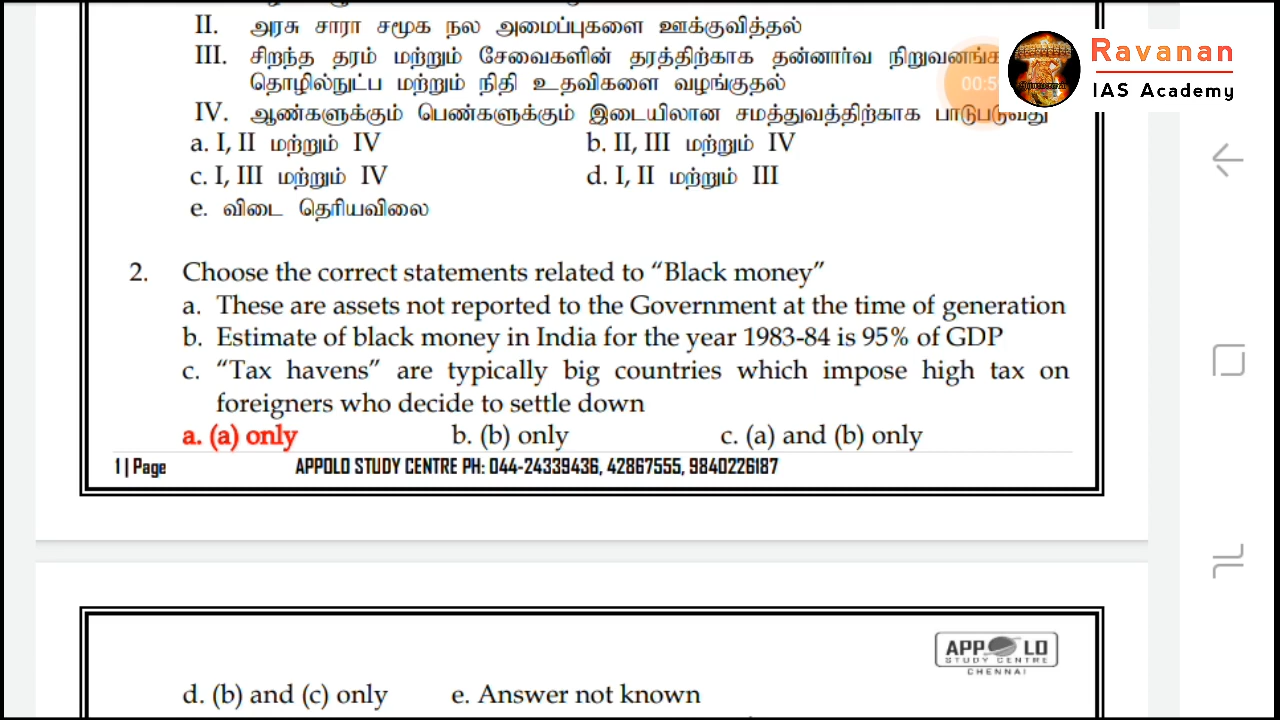 II. அரசு சாரா சமூக நல அமைப்புகளை ஊக்குவித்தல்
III. சிறந்த தரம் மற்றும் சேவைகளின் தரத்திற்காக தன்னார்வ
தொழில்நுட்ப மற்றும் நிதி உதவிகளை வழங்குதல்
IV. ஆண்களுக்கும் பெண்களுக்கும் இடையிலான சமத்துவத்திற்காக பாடுபடுவது
a. I, II மற்றும் IV b. II, III மற்றும் IV
c. I, III மற்றும் IV d. I, II மற்றும் III
e. விடை தெரியவிலை
Ravanan
IAS Academy
2. Choose the correct statements related to “Black money”
a. These are assets not reported to the Government at the time of generation
b. Estimate of black money in India for the year 1983-84 is 95% of GDP
c. “Tax havens” are typically big countries which impose high tax on
foreigners who decide to settle down
a. (a) only b. (b) only c. (a) and (b) only
1 | Page APPOLO STUDY CENTRE PH: 044-24339436, 42867555, 9840226187
APPOLO
STUDY CENTRE
CHENNAI
d. (b) and (c) only e. Answer not known